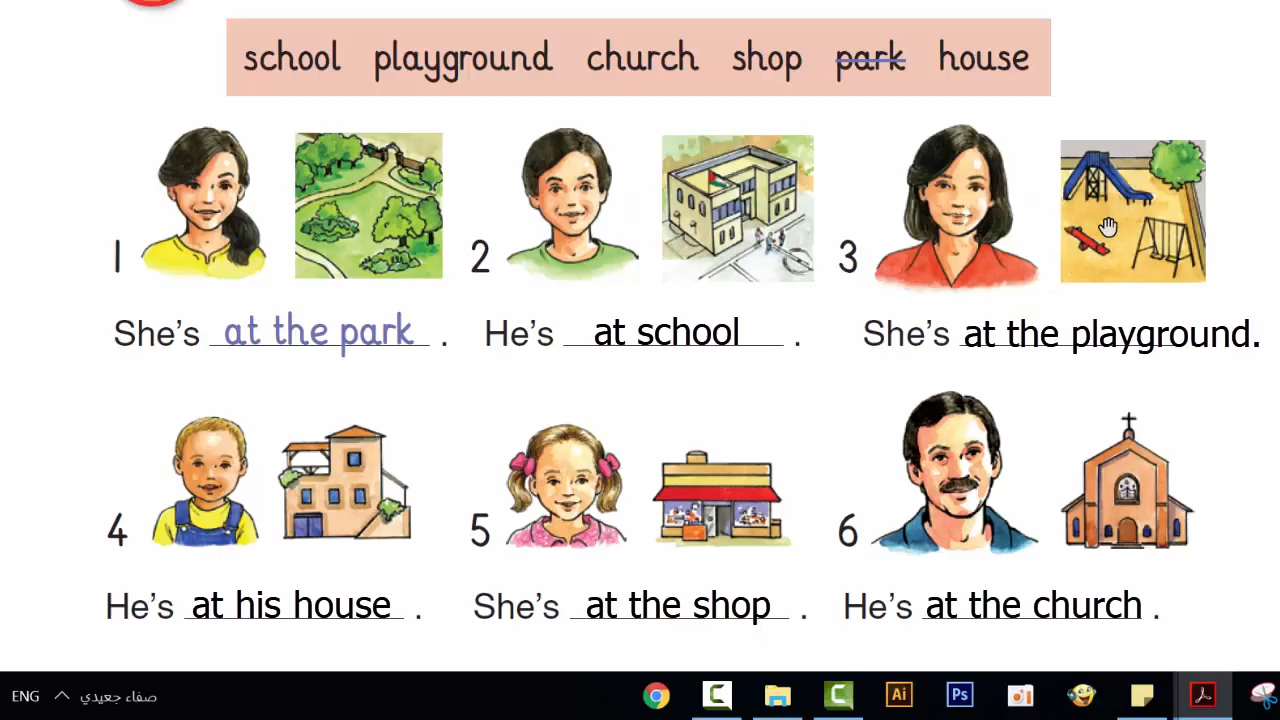 school playground church shop park house
1 2 3
She's at the park . He's at school . She's at the playground.
4 5 6
He's at his house . She's at the shop . He's at the church .
ENG صفاء جعيدي Ai Ps